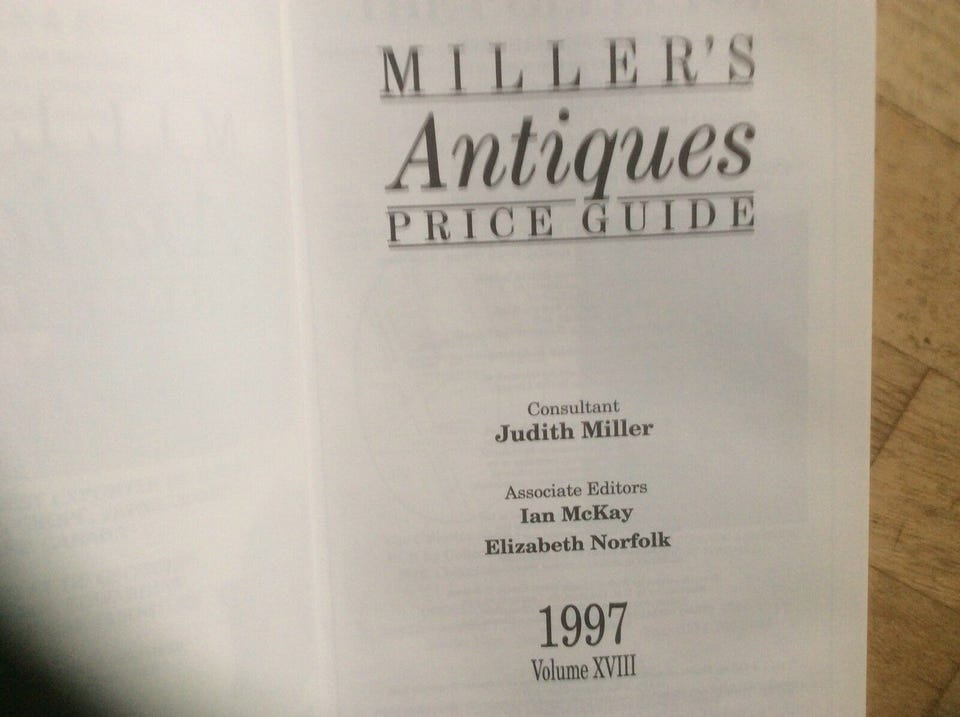 MILLER'S
Antiques
PRICE GUIDE
Consultant
Judith Miller
Associate Editors
Ian McKay
Elizabeth Norfolk
1997
Volume XVIII